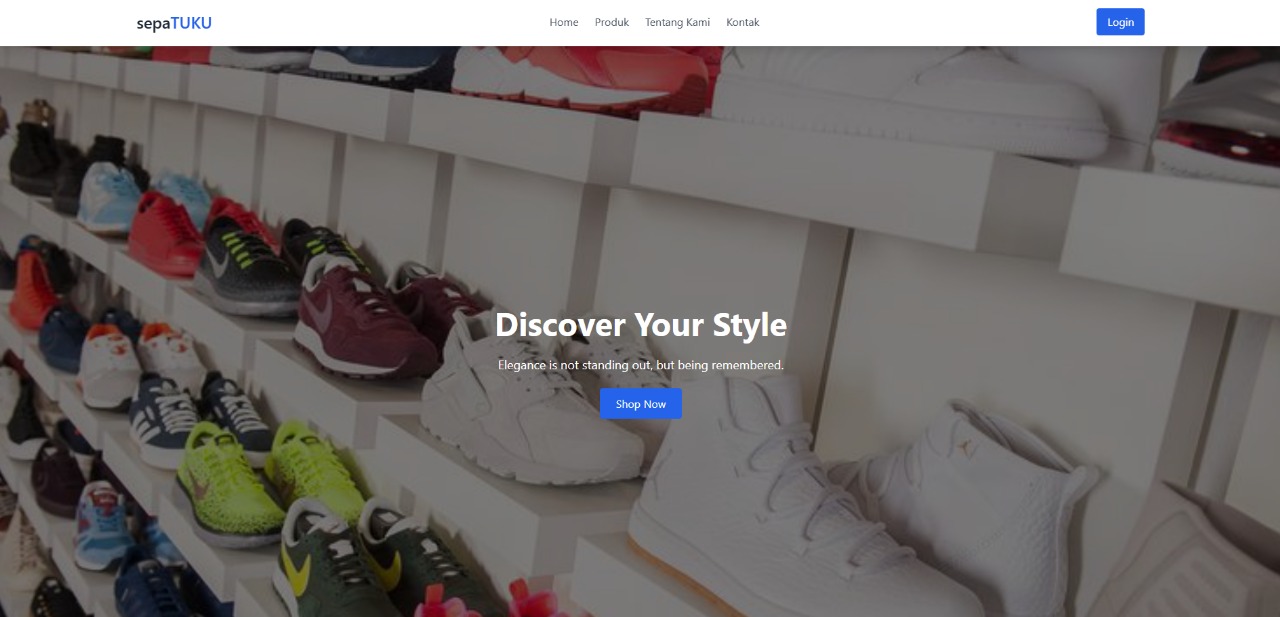 sepaTUKU
Home Produk Tentang Kami Kontak
Login
Discover Your Style
Elegance is not standing out, but being remembered.
Shop Now